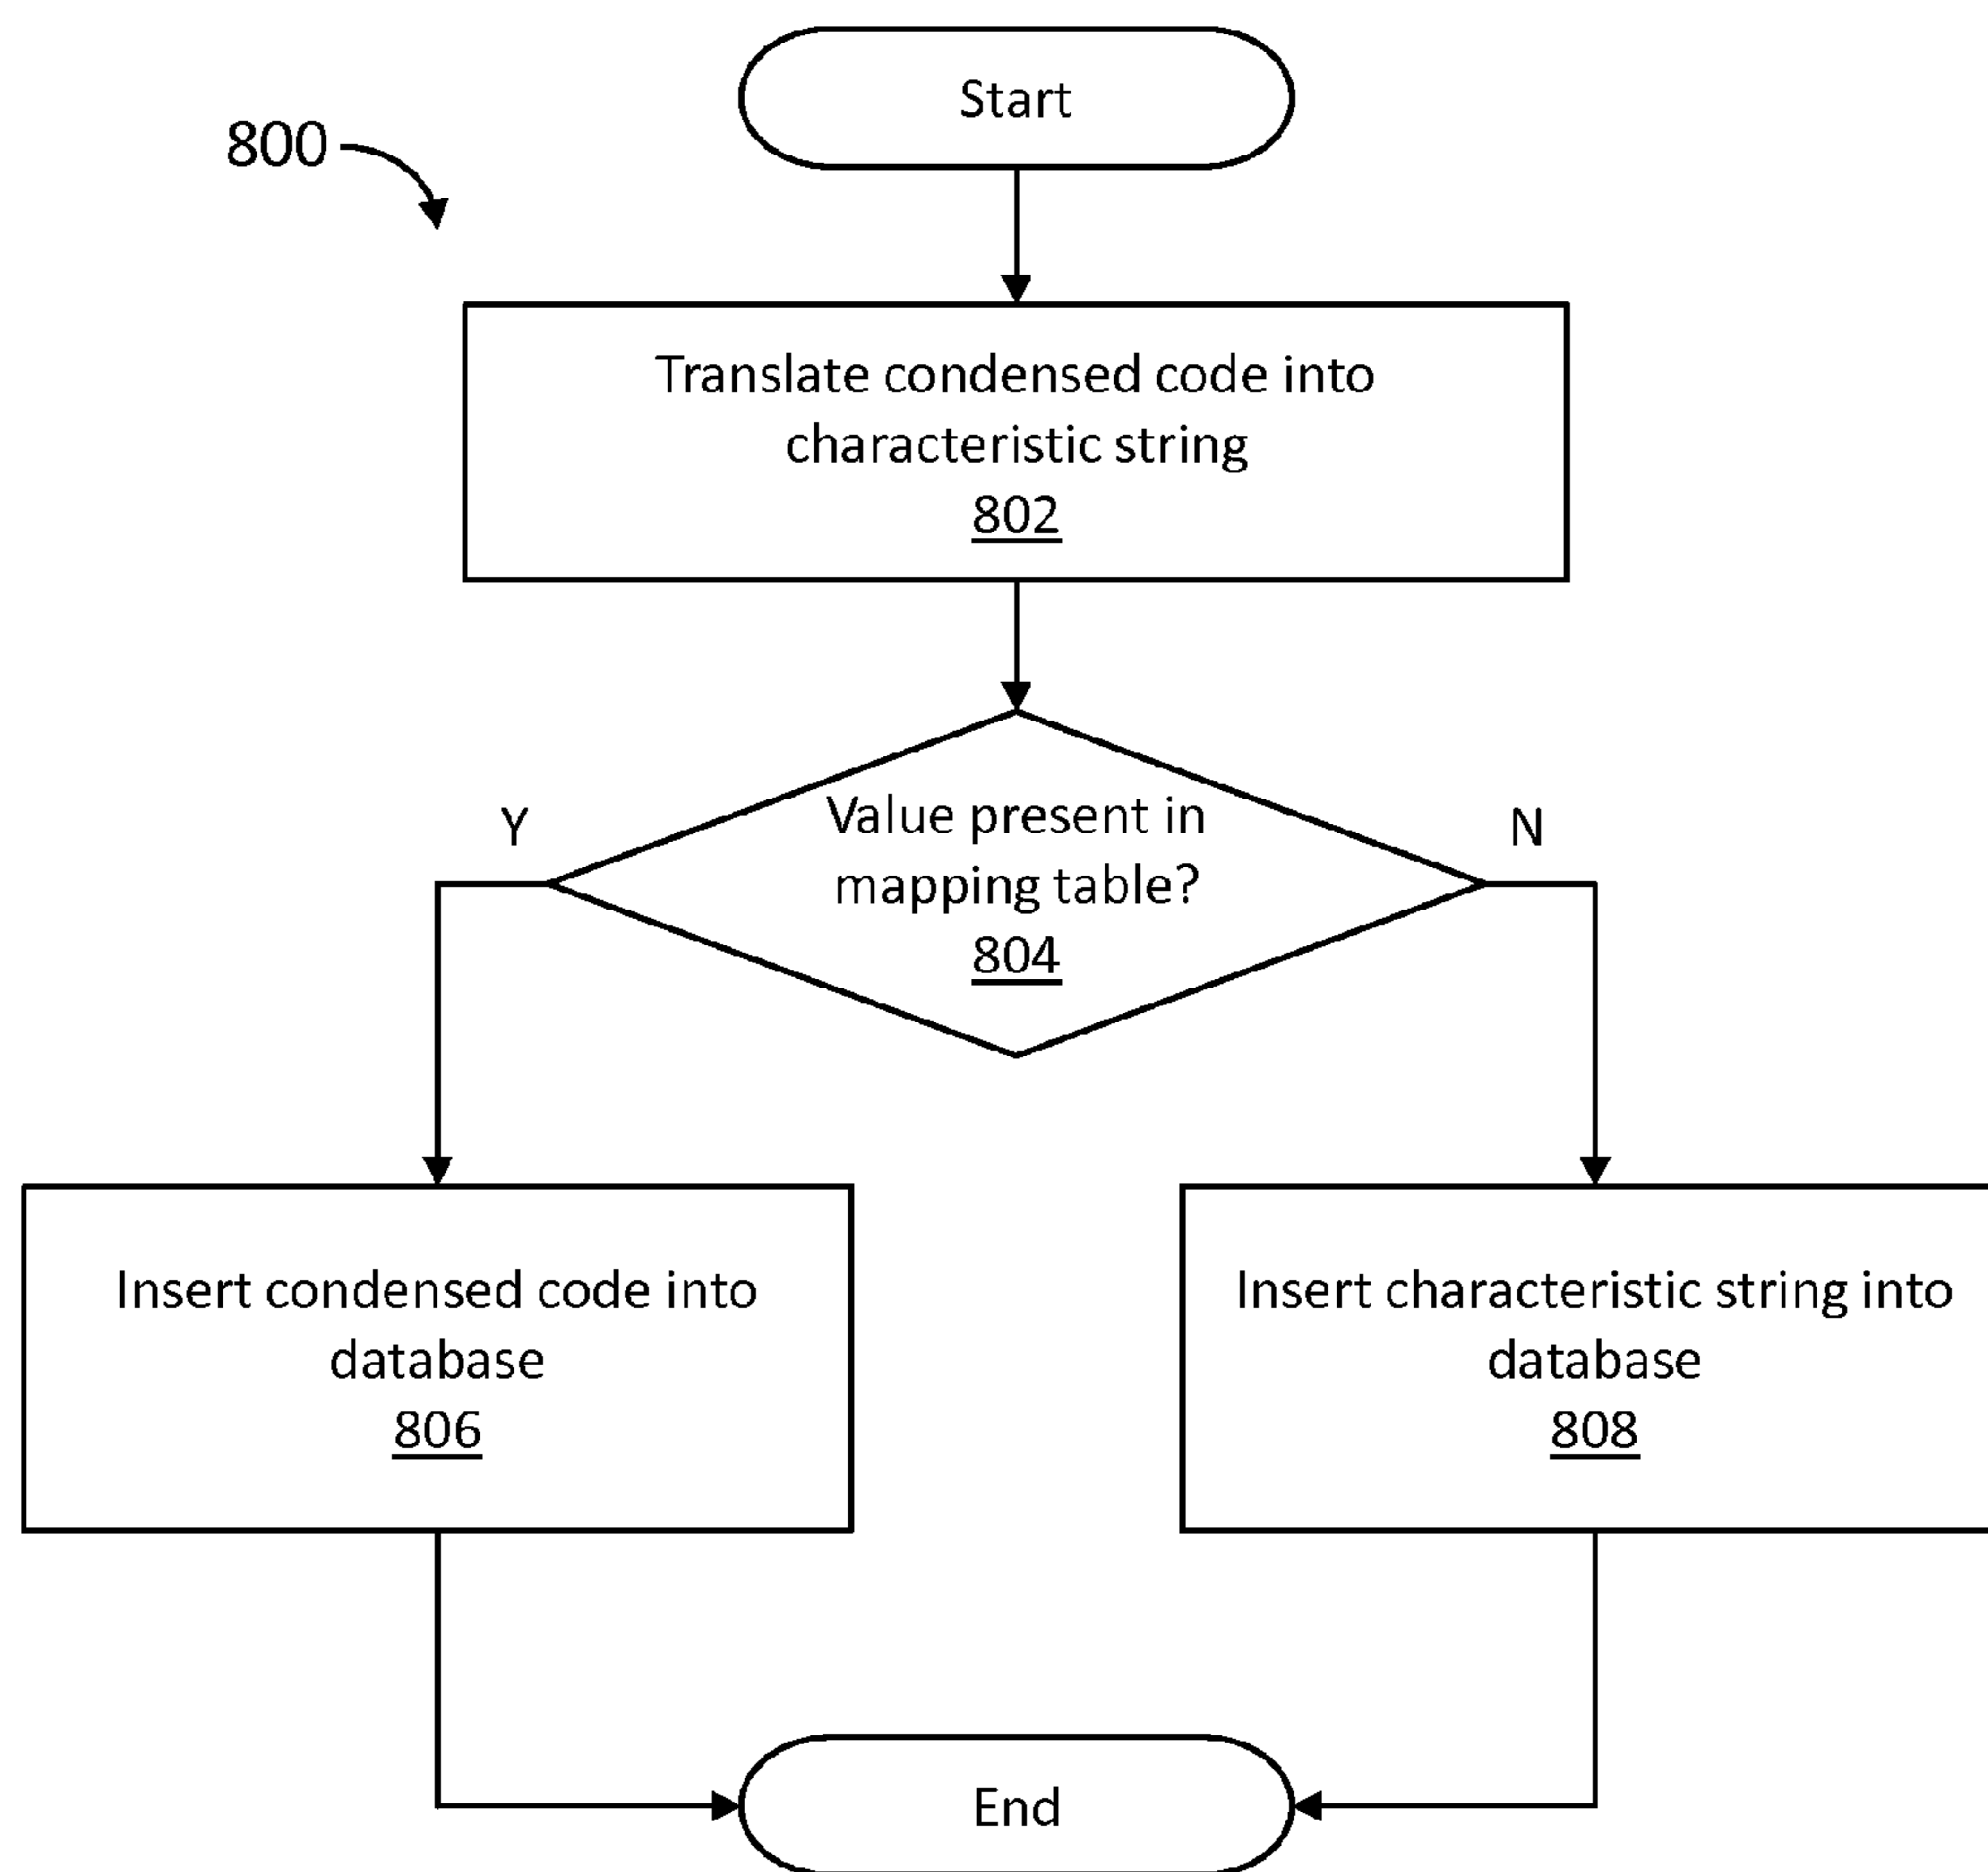 Start
800
Translate condensed code into
characteristic string
802
Y
Value present in
mapping table?
804
N
Insert condensed code into
database
806
Insert characteristic string into
database
808
End